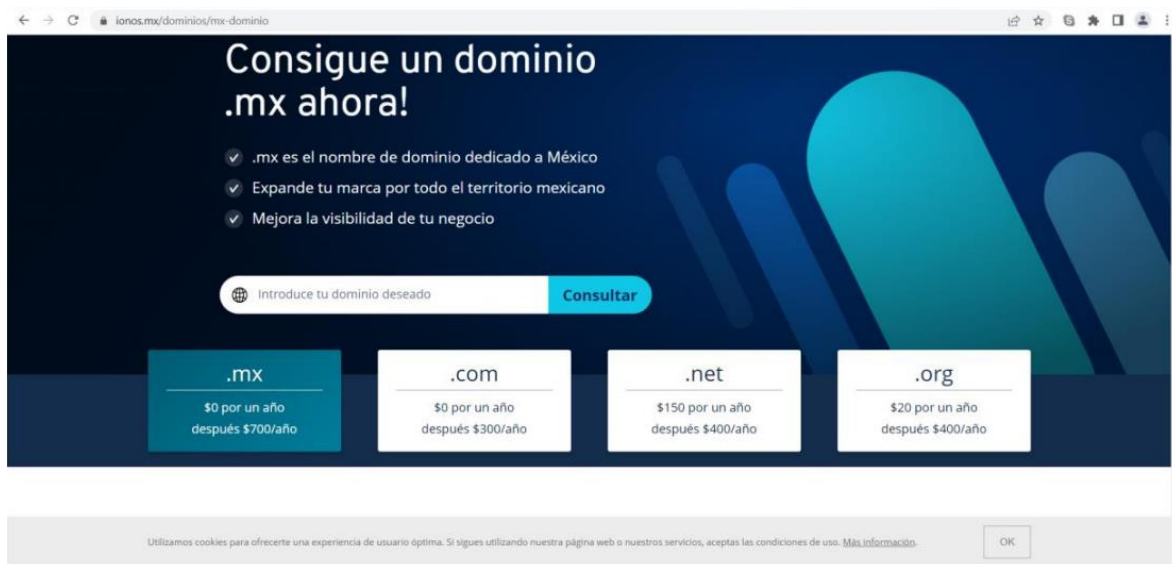 ionos.mx/dominios/mx-dominio
Consigue un dominio
.mx ahora!
.mx es el nombre de dominio dedicado a México
Expande tu marca por todo el territorio mexicano
Mejora la visibilidad de tu negocio
Introduce tu dominio deseado
Consultar
.mx
$0 por un año
después $700/año
.com
$0 por un año
después $300/año
.net
$150 por un año
después $400/año
.org
$20 por un año
después $400/año
Utilizamos cookies para ofrecerte una experiencia de usuario óptima. Si sigues utilizando nuestra página web o nuestros servicios, aceptas las condiciones de uso. Más información.
OK